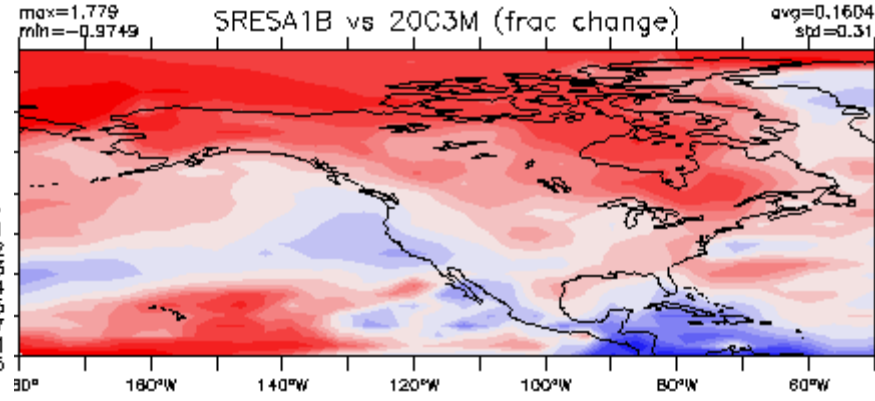 max=1.779
min=-0.9749
SRESA1B vs 20C3M (frac change)
avg=0.1604
std=0.31
160°W
140°W
120°W
100°W
80°W
60°W